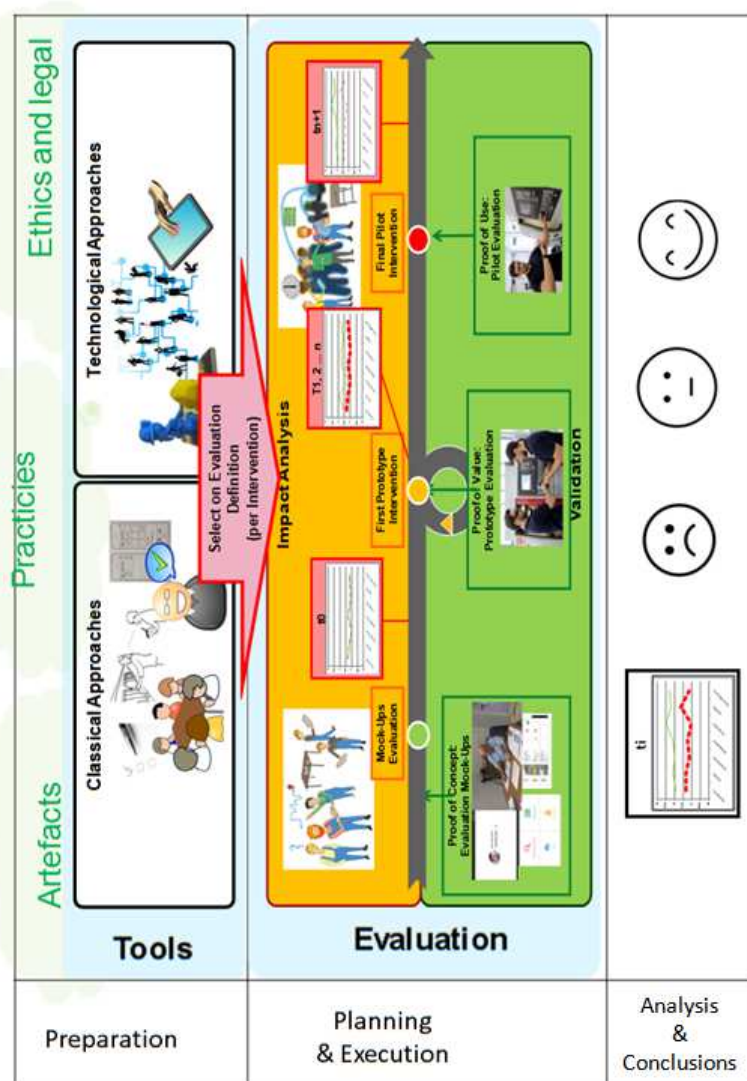 Artefacts
Practicies
Ethics and legal
Tools
Classical Approaches
Technological Approaches
Select on Evaluation
Definition
(per Intervention)
Evaluation
Impact Analysis
Mock-Ups
Evaluation
t0
First Prototype
Intervention
T1, 2 ... n
Final Pilot
Intervention
tn+1
Proof of Concept:
Evaluation Mock-Ups
Proof of Value:
Prototype Evaluation
Proof of Use:
Pilot Evaluation
Validation
ti
Preparation
Planning
& Execution
Analysis
&
Conclusions